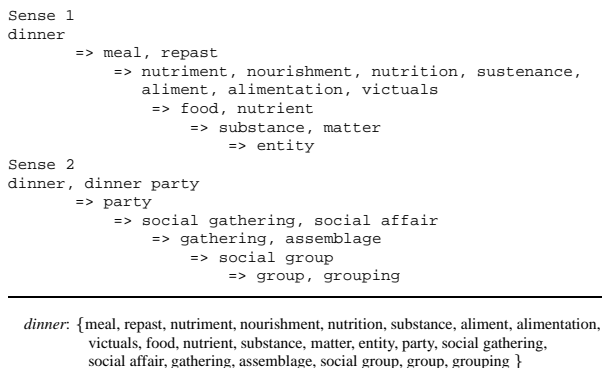 Sense 1
dinner
=> meal, repast
=> nutriment, nourishment, nutrition, sustenance,
aliment, alimentation, victuals
=> food, nutrient
=> substance, matter
=> entity
Sense 2
dinner, dinner party
=> party
=> social gathering, social affair
=> gathering, assemblage
=> social group
=> group, grouping
dinner: {meal, repast, nutriment, nourishment, nutrition, substance, aliment, alimentation,
victuals, food, nutrient, substance, matter, entity, party, social gathering,
social affair, gathering, assemblage, social group, group, grouping }